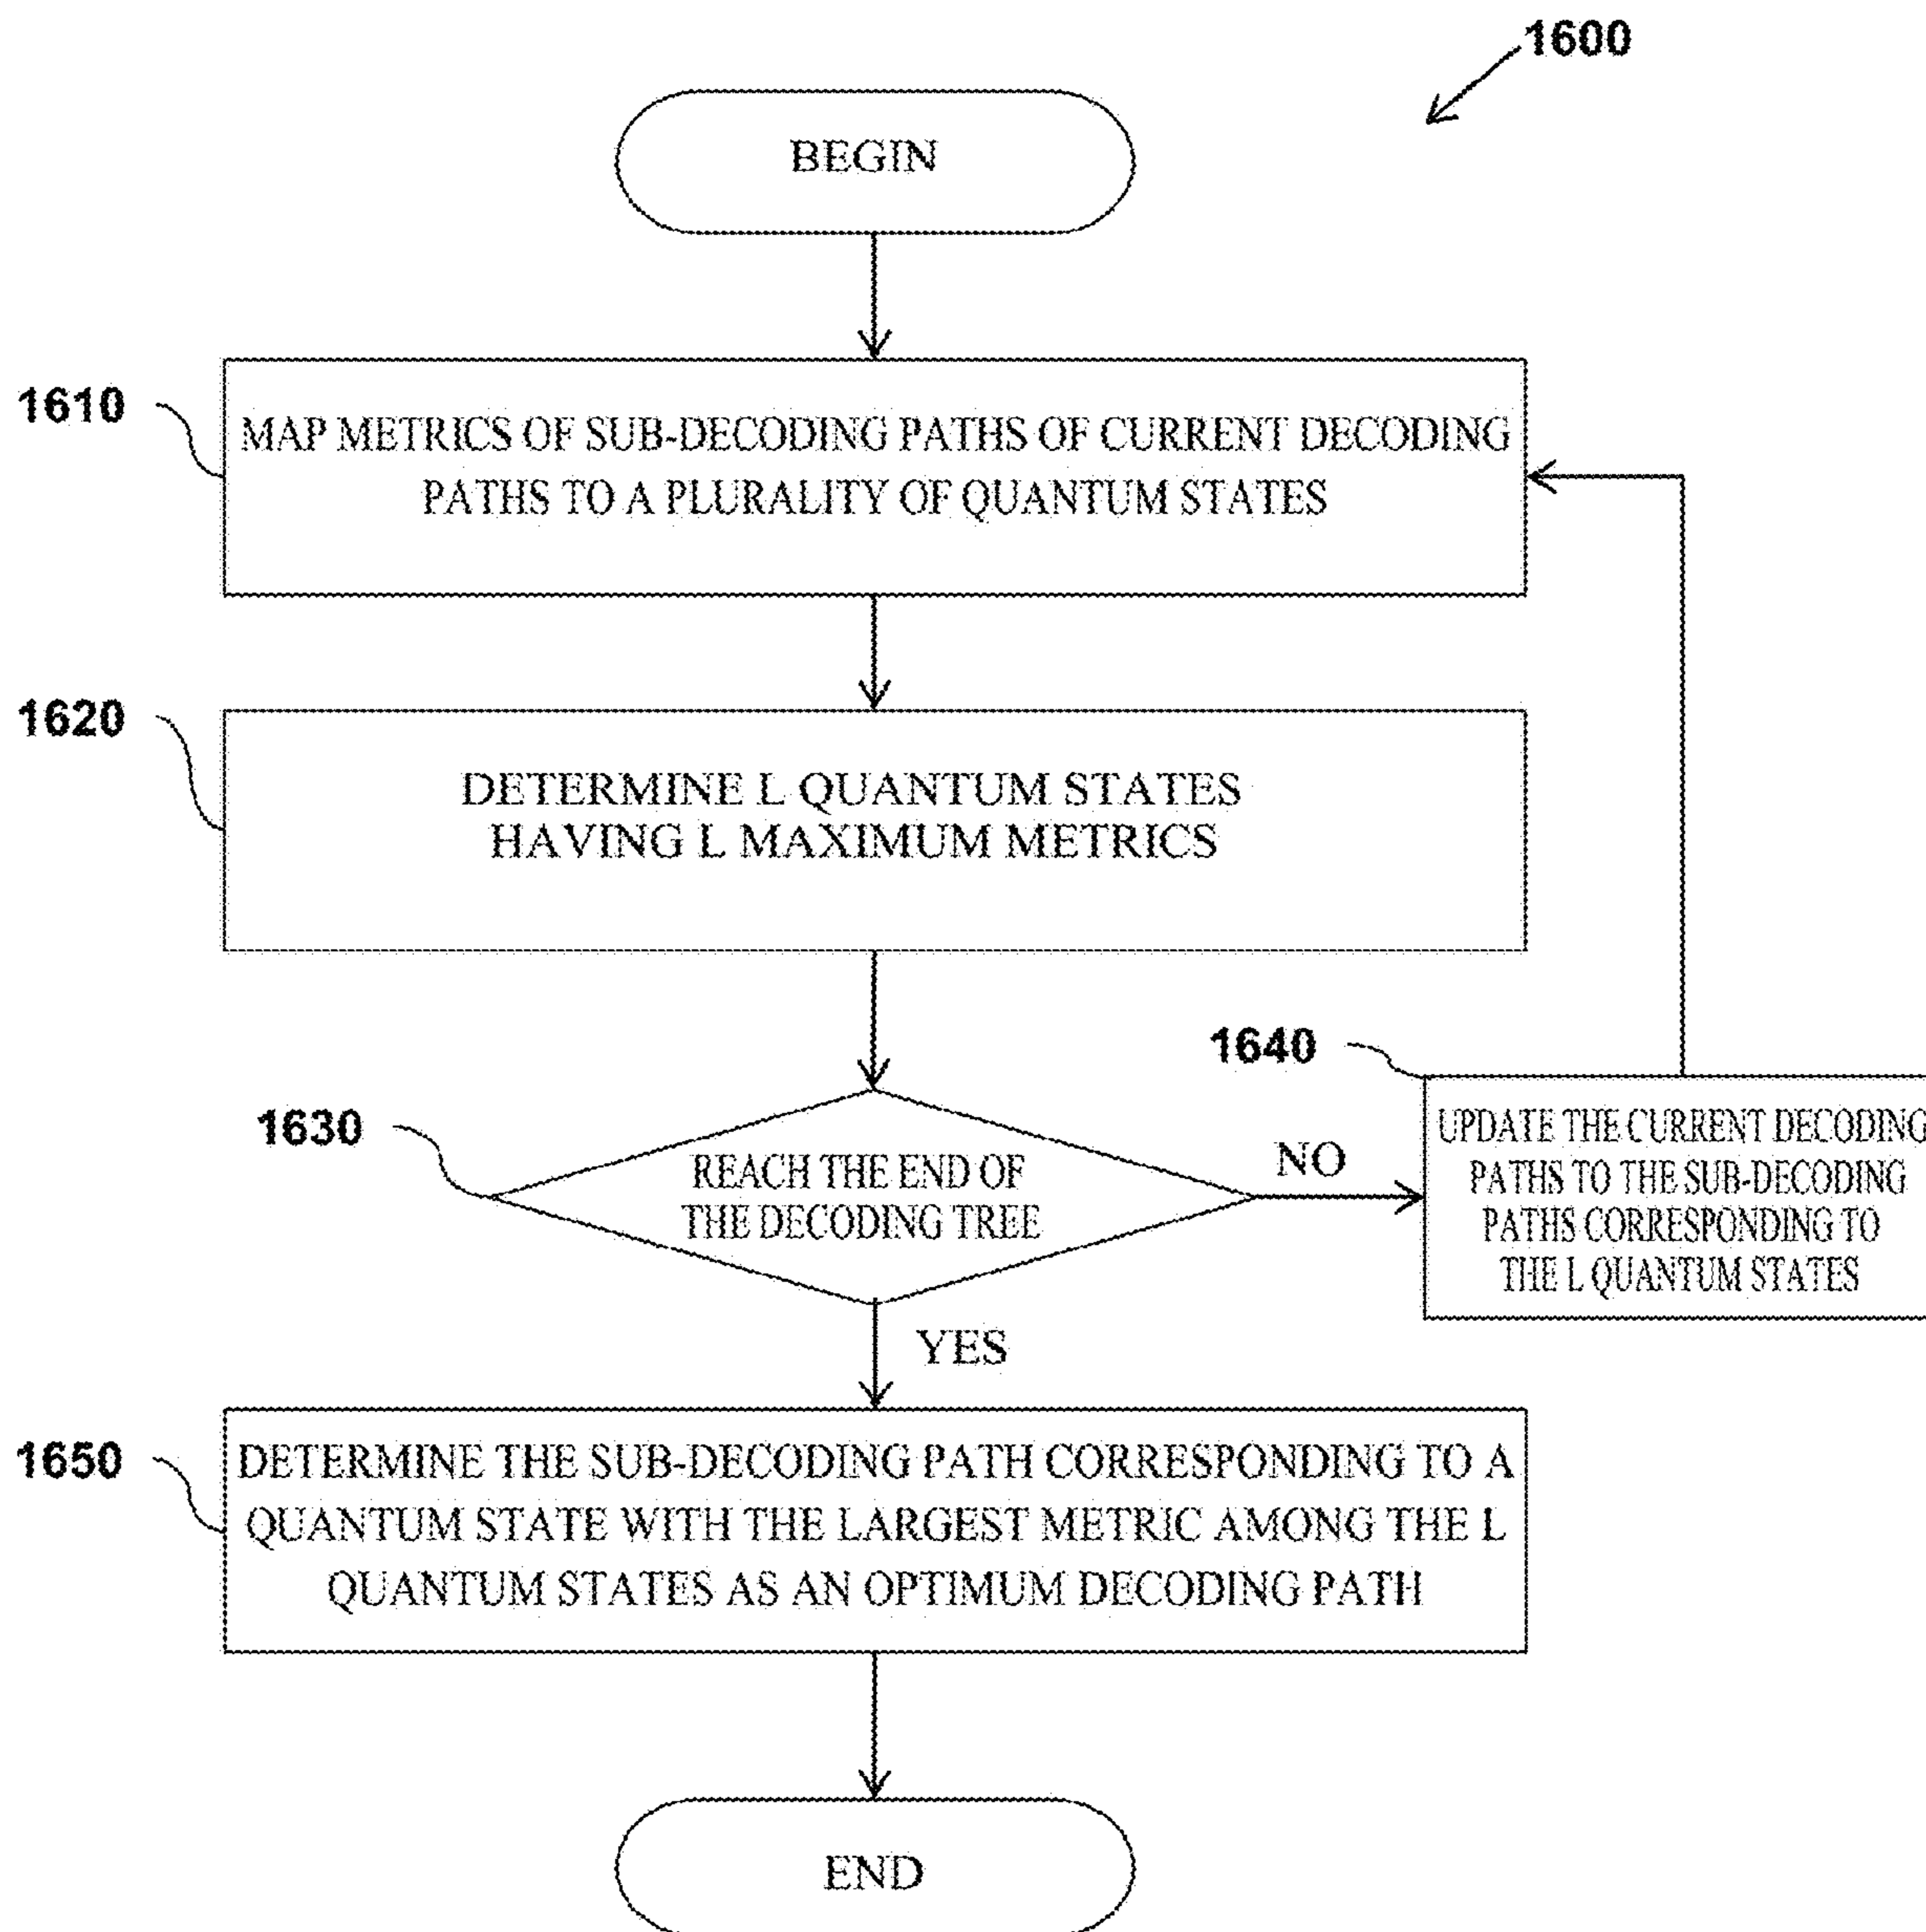 1600
BEGIN
1610
MAP METRICS OF SUB-DECODING PATHS OF CURRENT DECODING
PATHS TO A PLURALITY OF QUANTUM STATES
1620
DETERMINE L QUANTUM STATES
HAVING L MAXIMUM METRICS
1630
REACH THE END OF
THE DECODING TREE
NO
1640
UPDATE THE CURRENT DECODING
PATHS TO THE SUB-DECODING
PATHS CORRESPONDING TO
THE L QUANTUM STATES
YES
1650
DETERMINE THE SUB-DECODING PATH CORRESPONDING TO A
QUANTUM STATE WITH THE LARGEST METRIC AMONG THE L
QUANTUM STATES AS AN OPTIMUM DECODING PATH
END